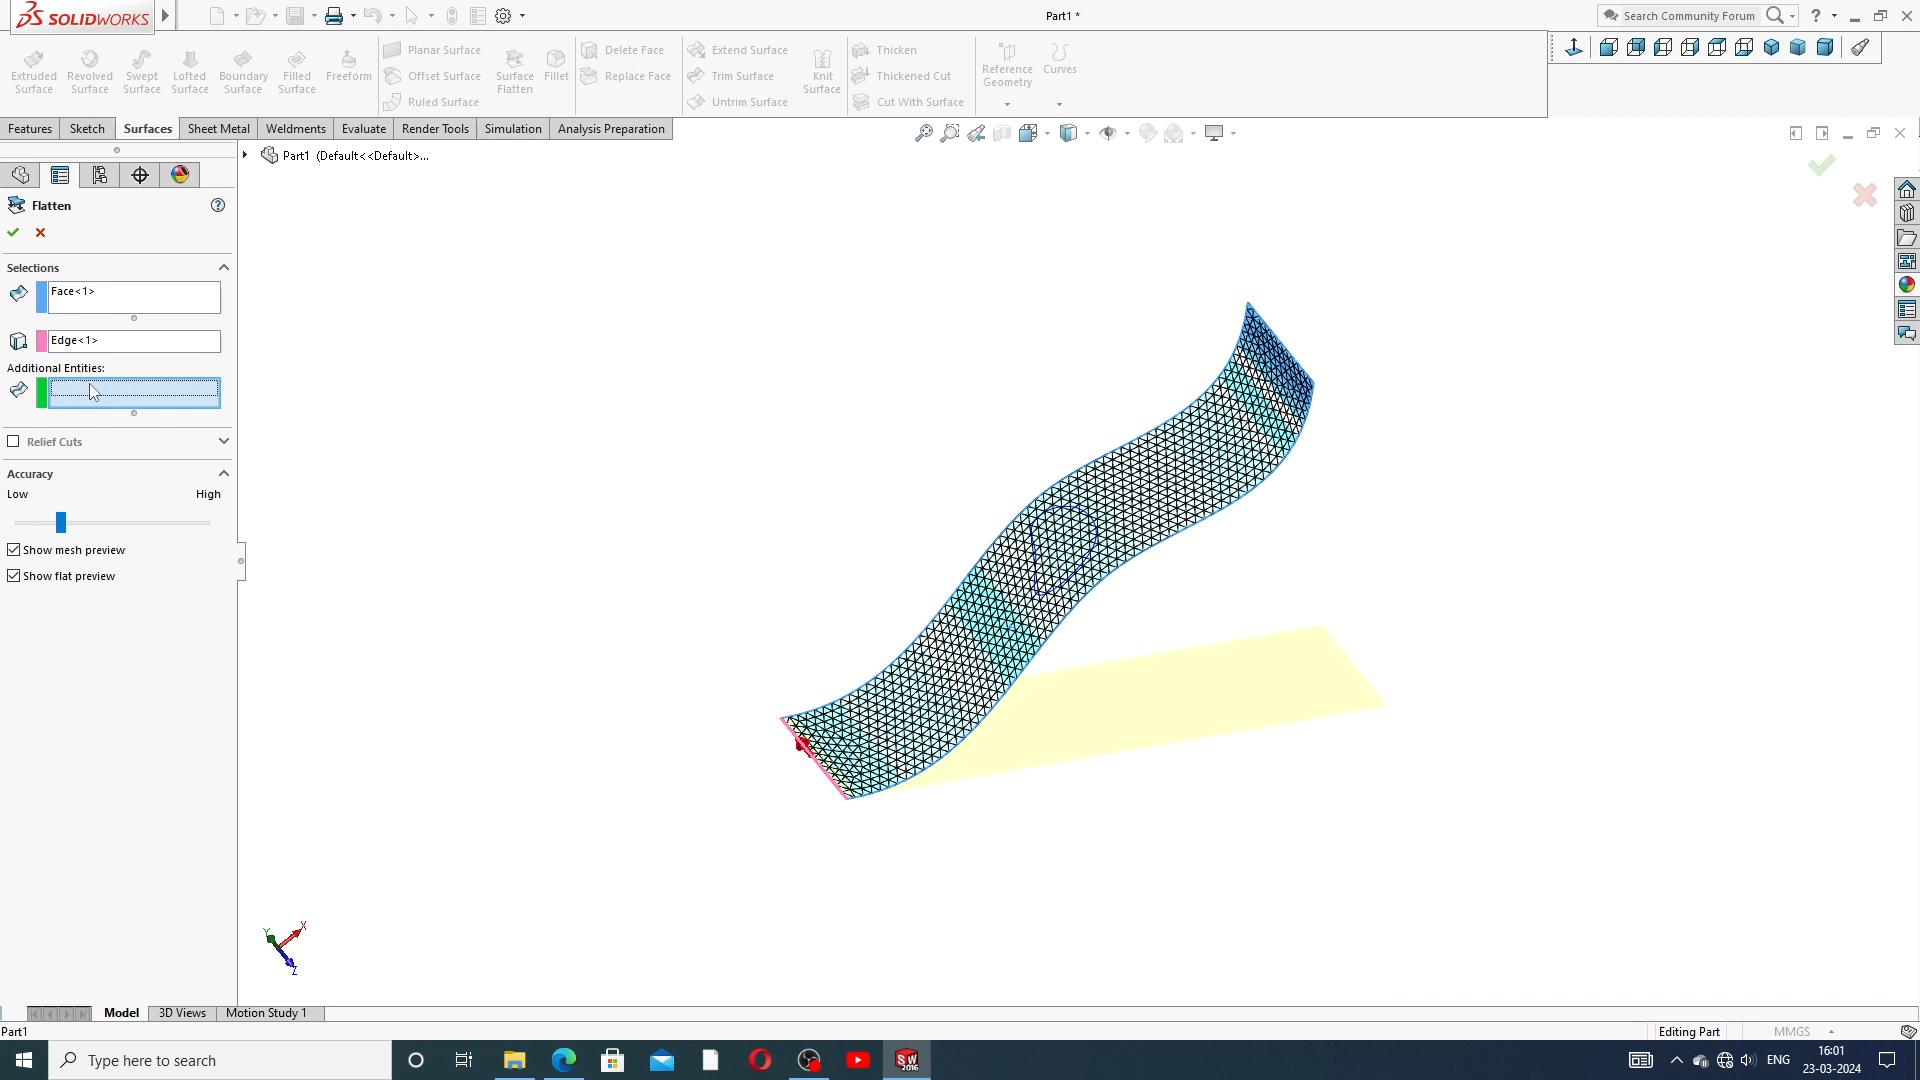 SOLIDWORKS
Part1 *
Search Community Forum
?
Extruded Surface
Revolved Surface
Swept Surface
Lofted Surface
Boundary Surface
Filled Surface
Freeform
Planar Surface
Offset Surface
Ruled Surface
Surface Flatten
Fillet
Delete Face
Replace Face
Extend Surface
Trim Surface
Untrim Surface
Knit Surface
Thicken
Thickened Cut
Cut With Surface
Reference Geometry
Curves
Features
Sketch
Surfaces
Sheet Metal
Weldments
Evaluate
Render Tools
Simulation
Analysis Preparation
Part1 (Default<<Default>...
Flatten
?
Selections
Face<1>
Edge<1>
Additional Entities:
Relief Cuts
Accuracy
Low High
Show mesh preview
Show flat preview
Y X
Z
Model
3D Views
Motion Study 1
Part1
Editing Part
MMGS
Type here to search
SW
2016
ENG
16:01
23-03-2024